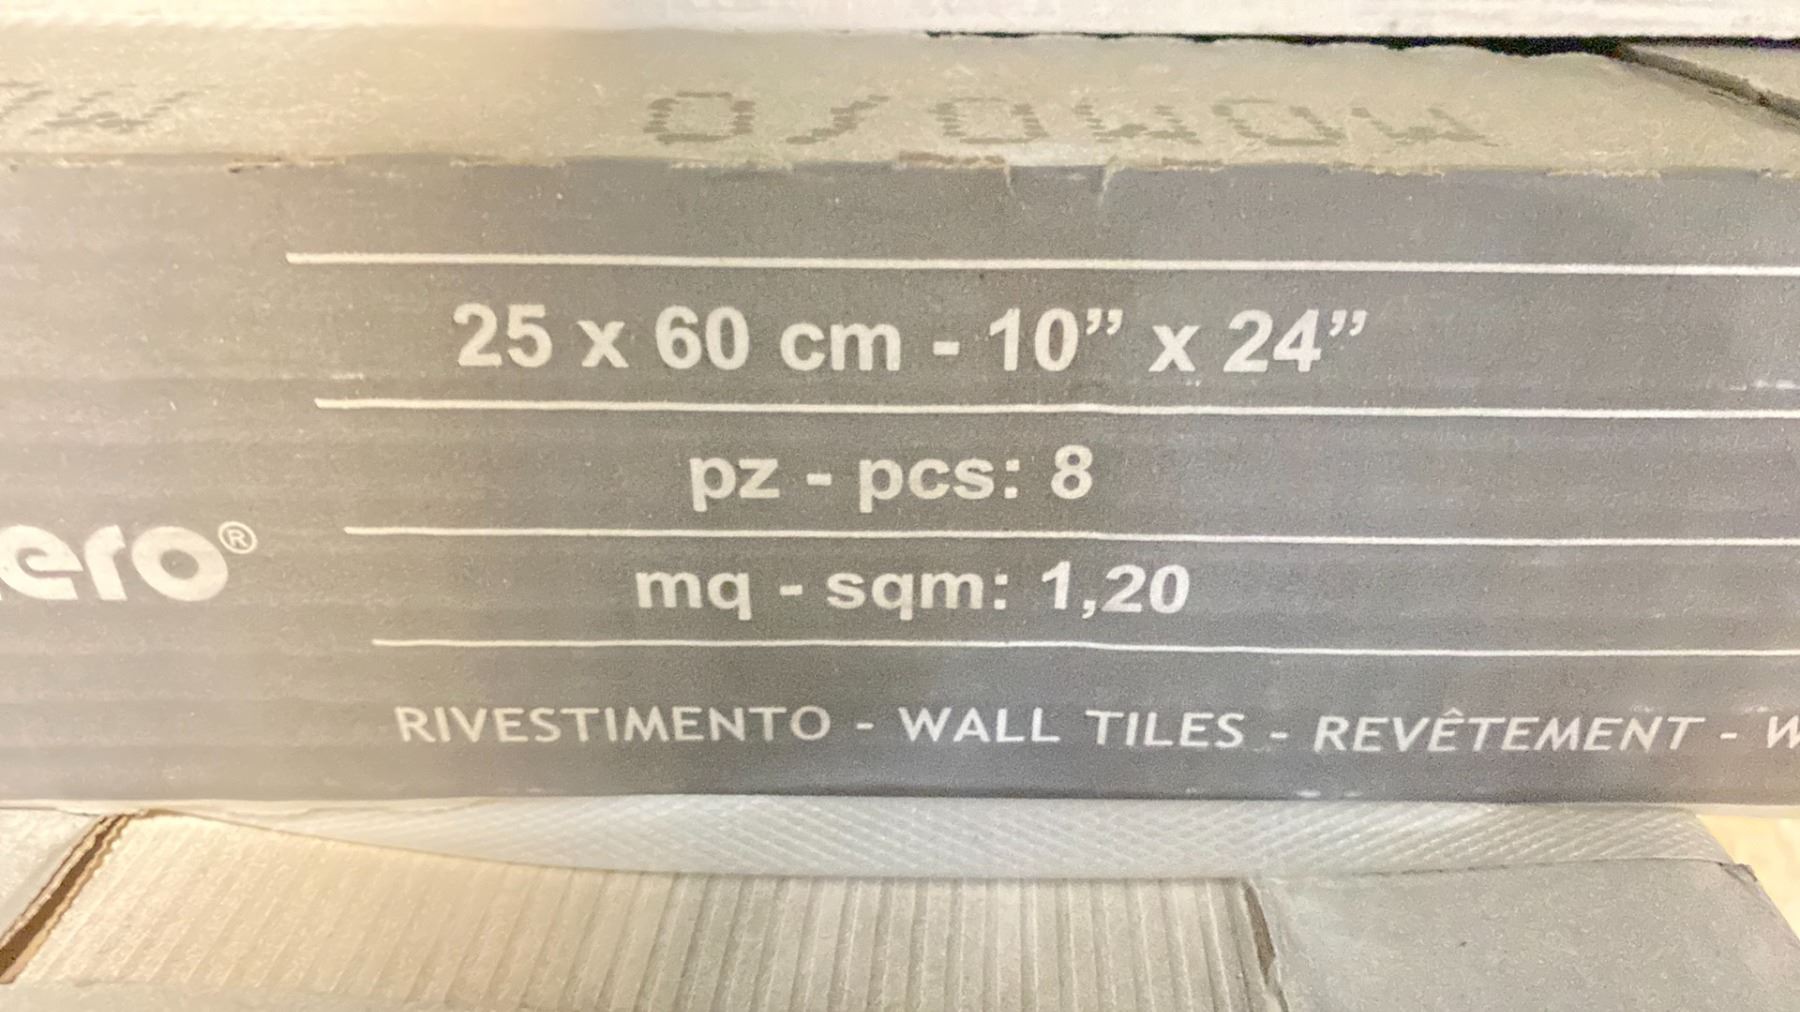 25 x 60 cm - 10” x 24”
pz - pcs: 8
ero®
mq - sqm: 1,20
RIVESTIMENTO - WALL TILES - REVÊTEMENT - W